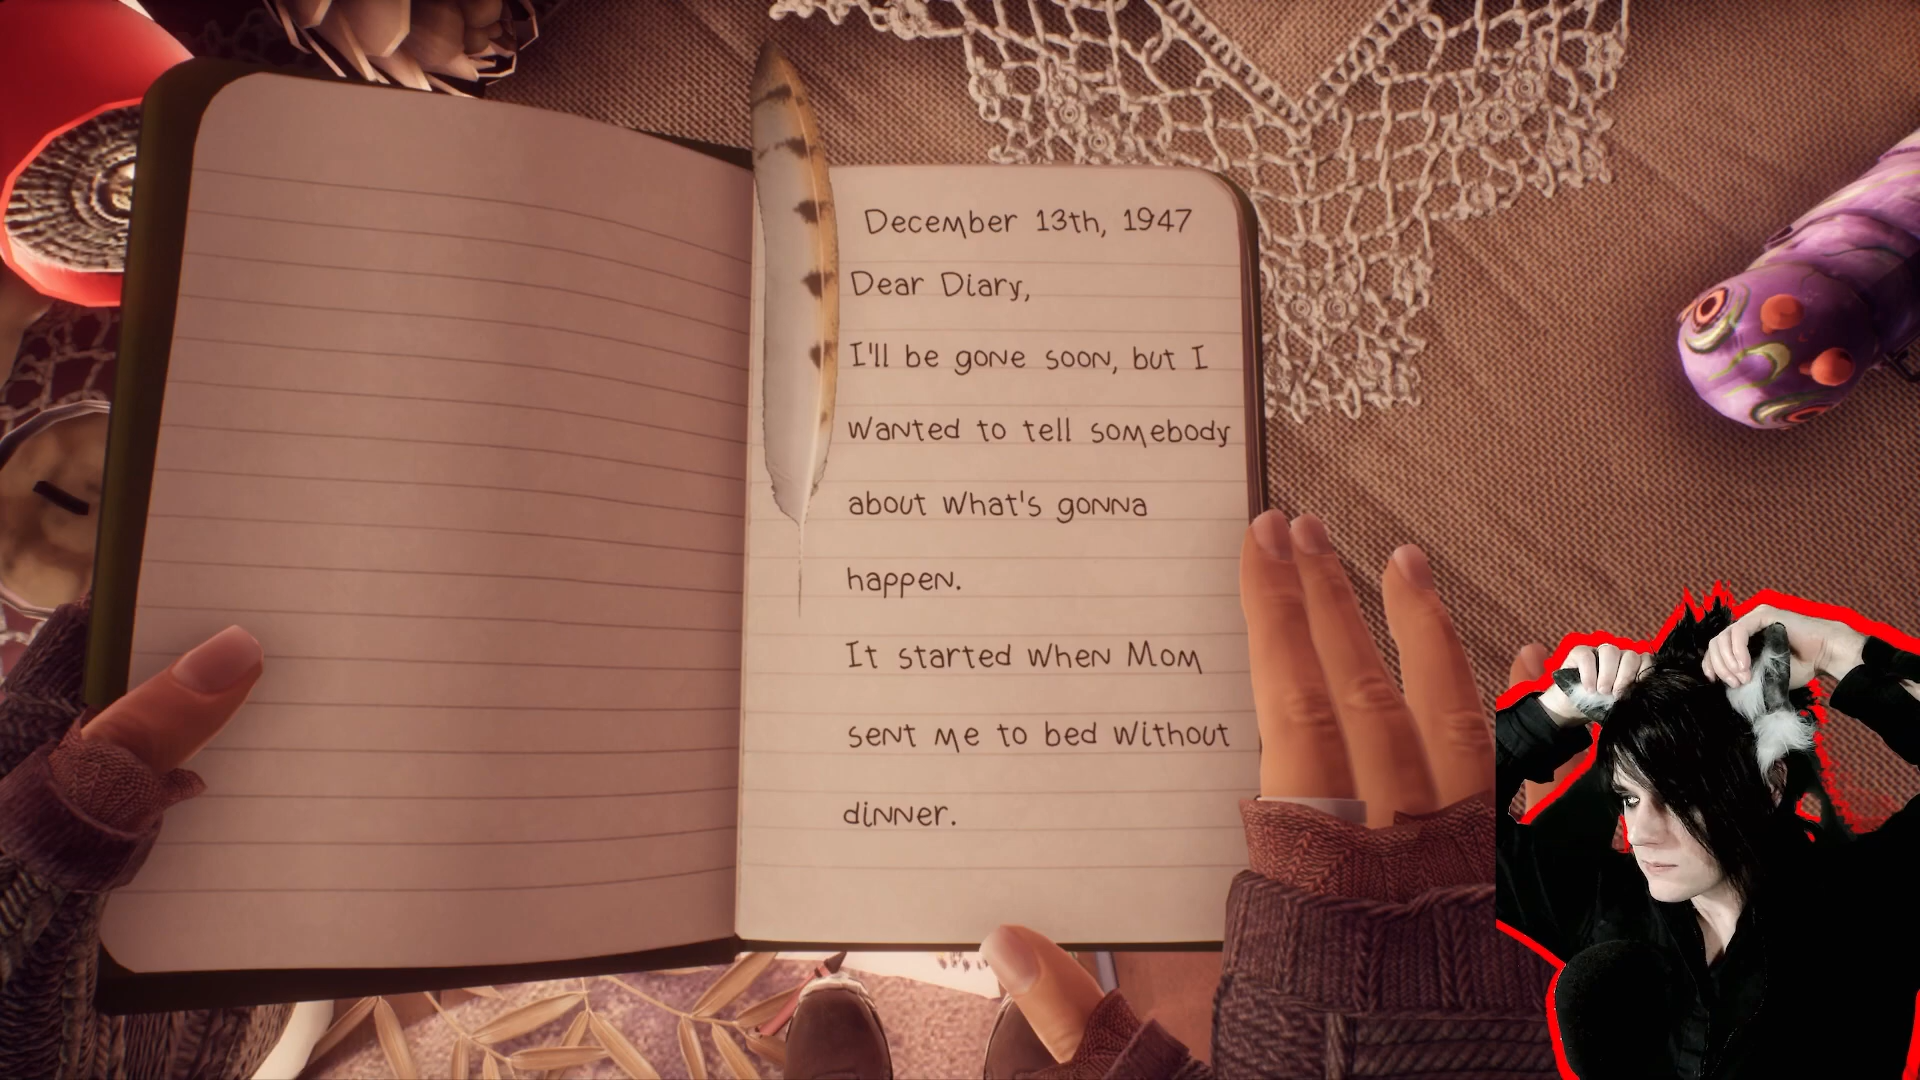 December 13th, 1947
Dear Diary,
I'll be gone soon, but I
wanted to tell somebody
about what's gonna
happen.
It started when Mom
sent me to bed without
dinner.